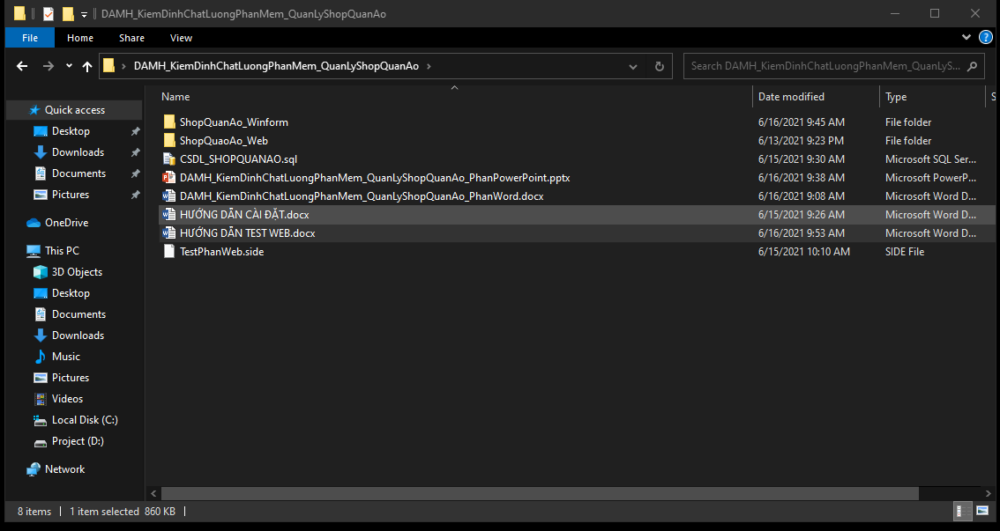 DAMH_KiemDinhChatLuongPhanMem_QuanLyShopQuanAo
File Home Share View
DAMH_KiemDinhChatLuongPhanMem_QuanLyShopQuanAo
Search DAMH_KiemDinhChatLuongPhanMem_QuanLyS...
Name Date modified Type S
Quick access
Desktop
Downloads
Documents
Pictures
OneDrive
This PC
3D Objects
Desktop
Documents
Downloads
Music
Pictures
Videos
Local Disk (C:)
Project (D:)
Network
ShopQuanAo_Winform 6/16/2021 9:45 AM File folder
ShopQuaoAo_Web 6/13/2021 9:23 PM File folder
CSDL_SHOPQUANAO.sql 6/15/2021 9:30 AM Microsoft SQL Ser...
DAMH_KiemDinhChatLuongPhanMem_QuanLyShopQuanAo_PhanPowerPoint.pptx 6/16/2021 9:38 AM Microsoft PowerP...
DAMH_KiemDinhChatLuongPhanMem_QuanLyShopQuanAo_PhanWord.docx 6/16/2021 9:08 AM Microsoft Word D...
HƯỚNG DẪN CÀI ĐẶT.docx 6/15/2021 9:26 AM Microsoft Word D...
HƯỚNG DẪN TEST WEB.docx 6/16/2021 9:53 AM Microsoft Word D...
TestPhanWeb.side 6/15/2021 10:10 AM SIDE File
8 items 1 item selected 860 KB